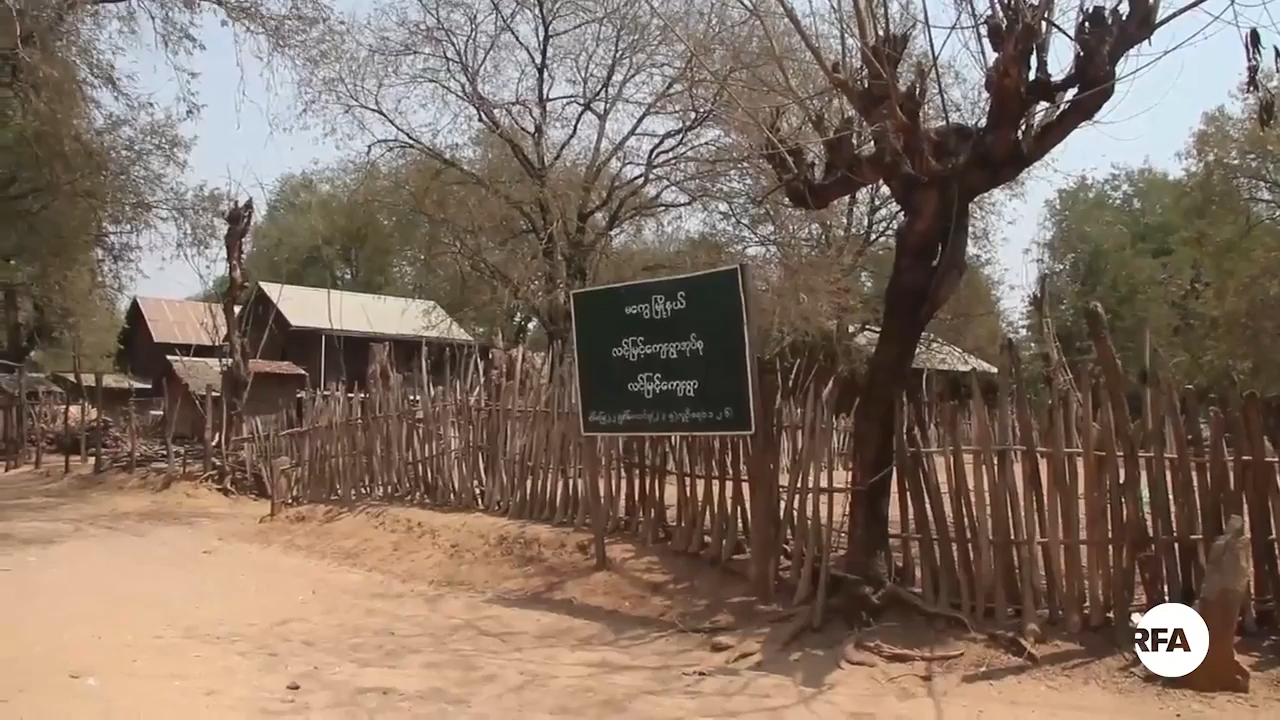 မကွေးမြို့နယ်
လင့်မြင့်ကျေးရွာအုပ်စု
လင်မြင့်ကျေးရွာ
RFA